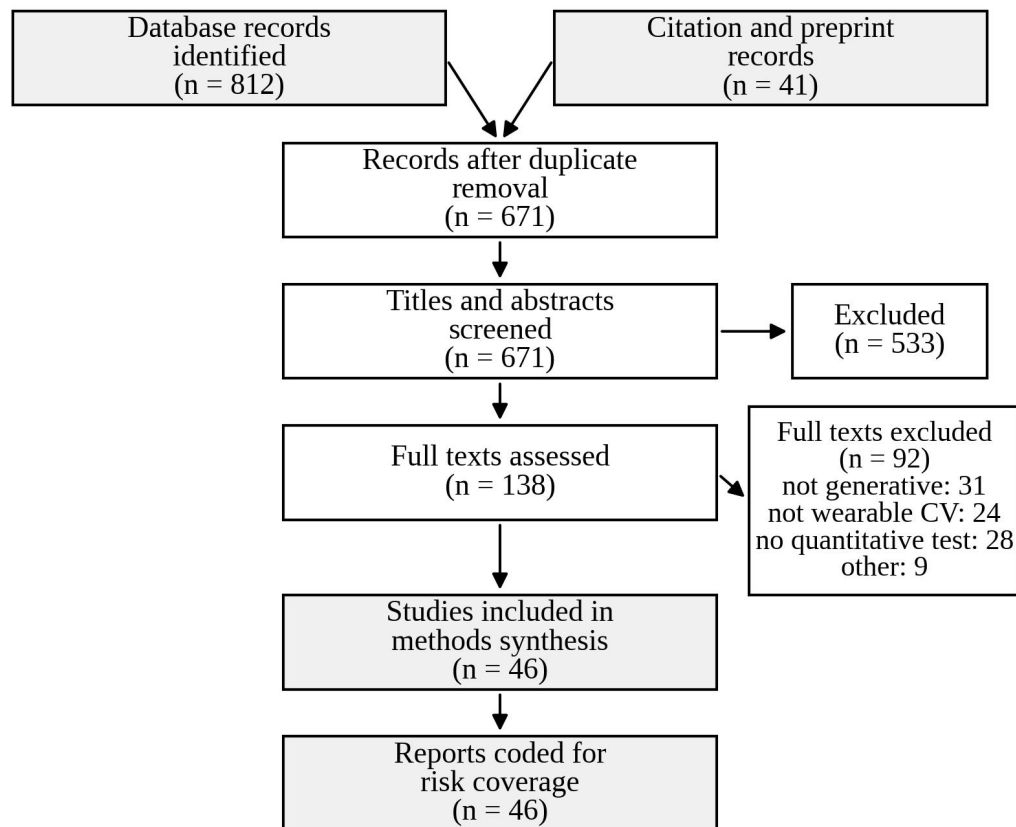 Database records
identified
(n = 812)
Citation and preprint
records
(n = 41)
Records after duplicate
removal
(n = 671)
Titles and abstracts
screened
(n = 671)
Excluded
(n = 533)
Full texts assessed
(n = 138)
Full texts excluded
(n = 92)
not generative: 31
not wearable CV: 24
no quantitative test: 28
other: 9
Studies included in
methods synthesis
(n = 46)
Reports coded for
risk coverage
(n = 46)